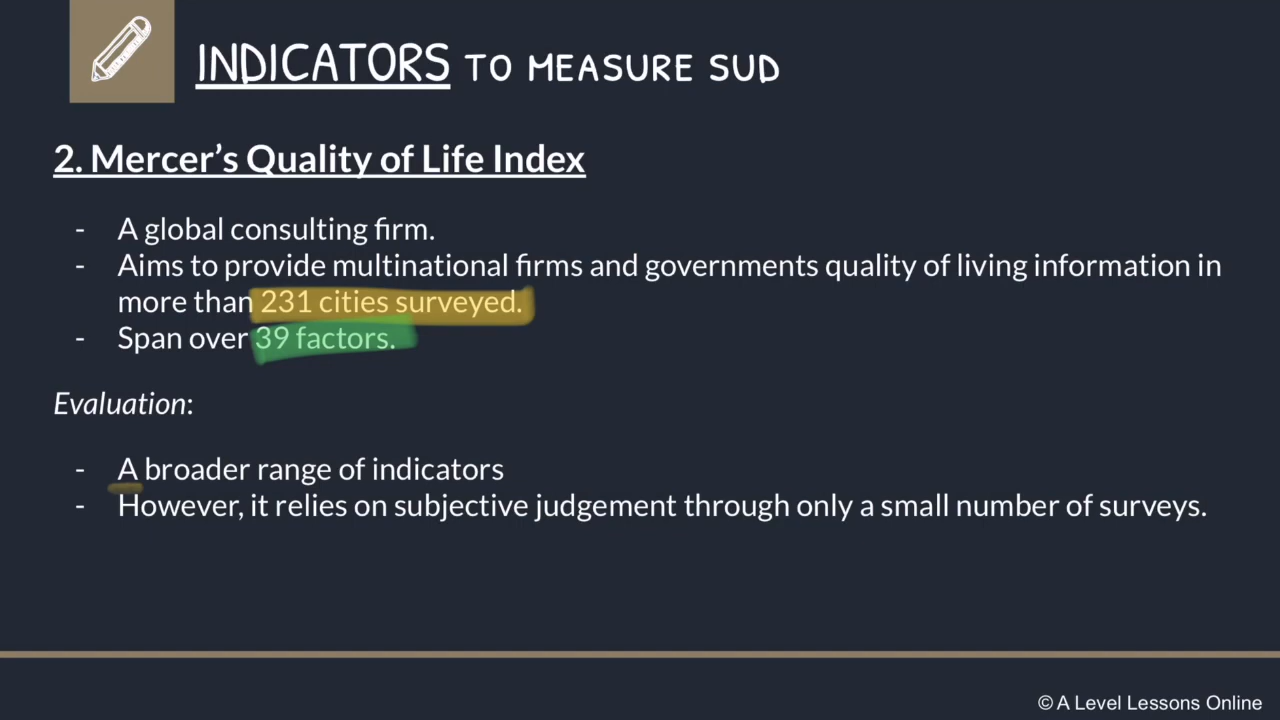 INDICATORS TO MEASURE SUD
2. Mercer's Quality of Life Index
- A global consulting firm.
- Aims to provide multinational firms and governments quality of living information in
more than 231 cities surveyed.
- Span over 39 factors.
Evaluation:
- A broader range of indicators
- However, it relies on subjective judgement through only a small number of surveys.
© A Level Lessons Online